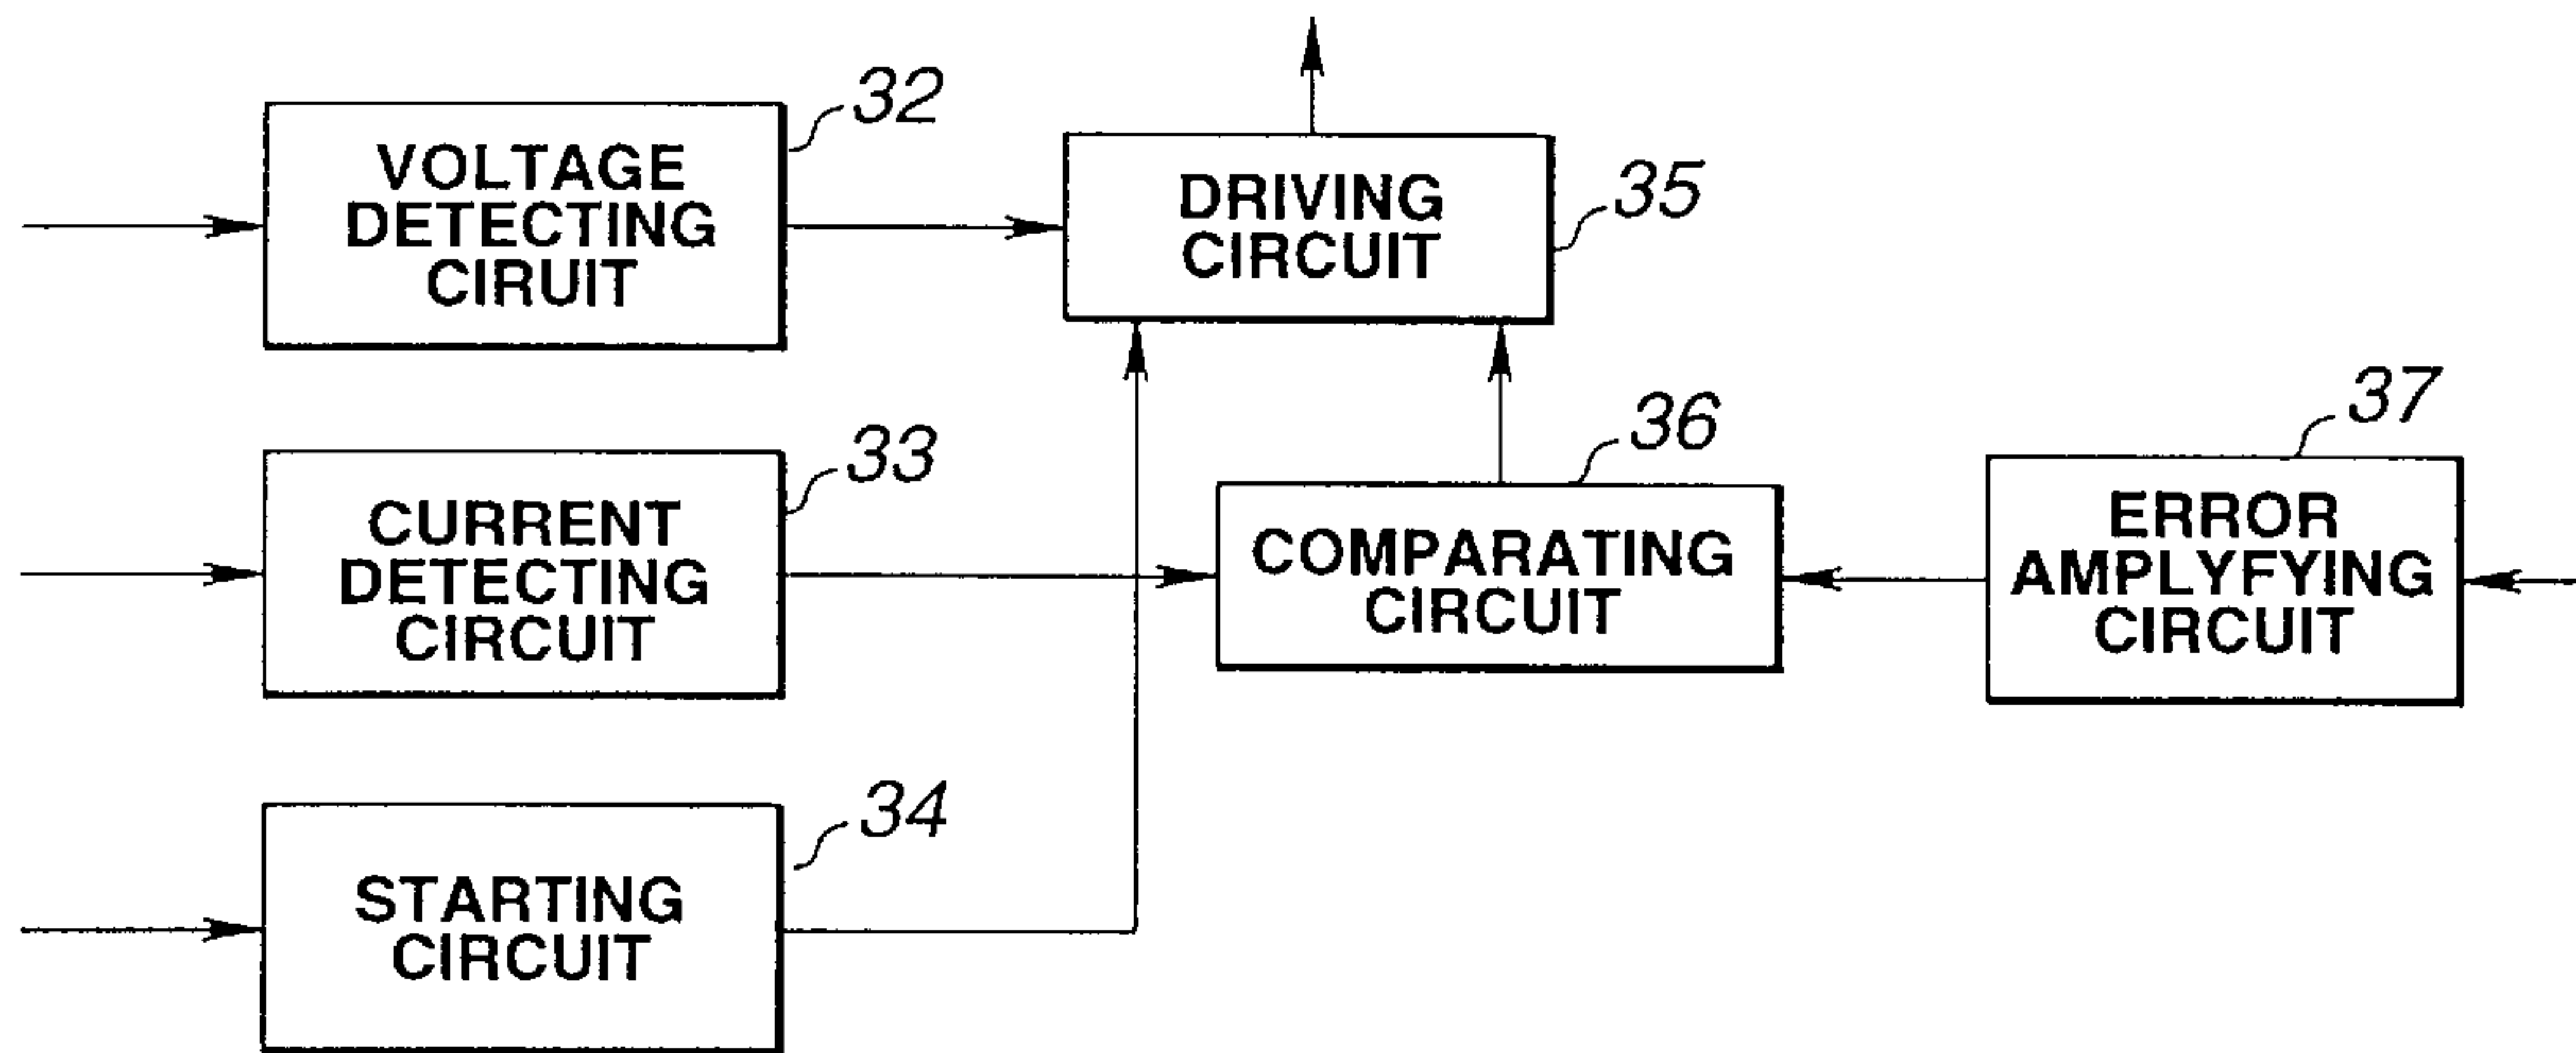 32
VOLTAGE
DETECTING
CIRUIT
DRIVING
CIRCUIT
35
33
CURRENT
DETECTING
CIRCUIT
36
COMPARATING
CIRCUIT
37
ERROR
AMPLYFYING
CIRCUIT
34
STARTING
CIRCUIT